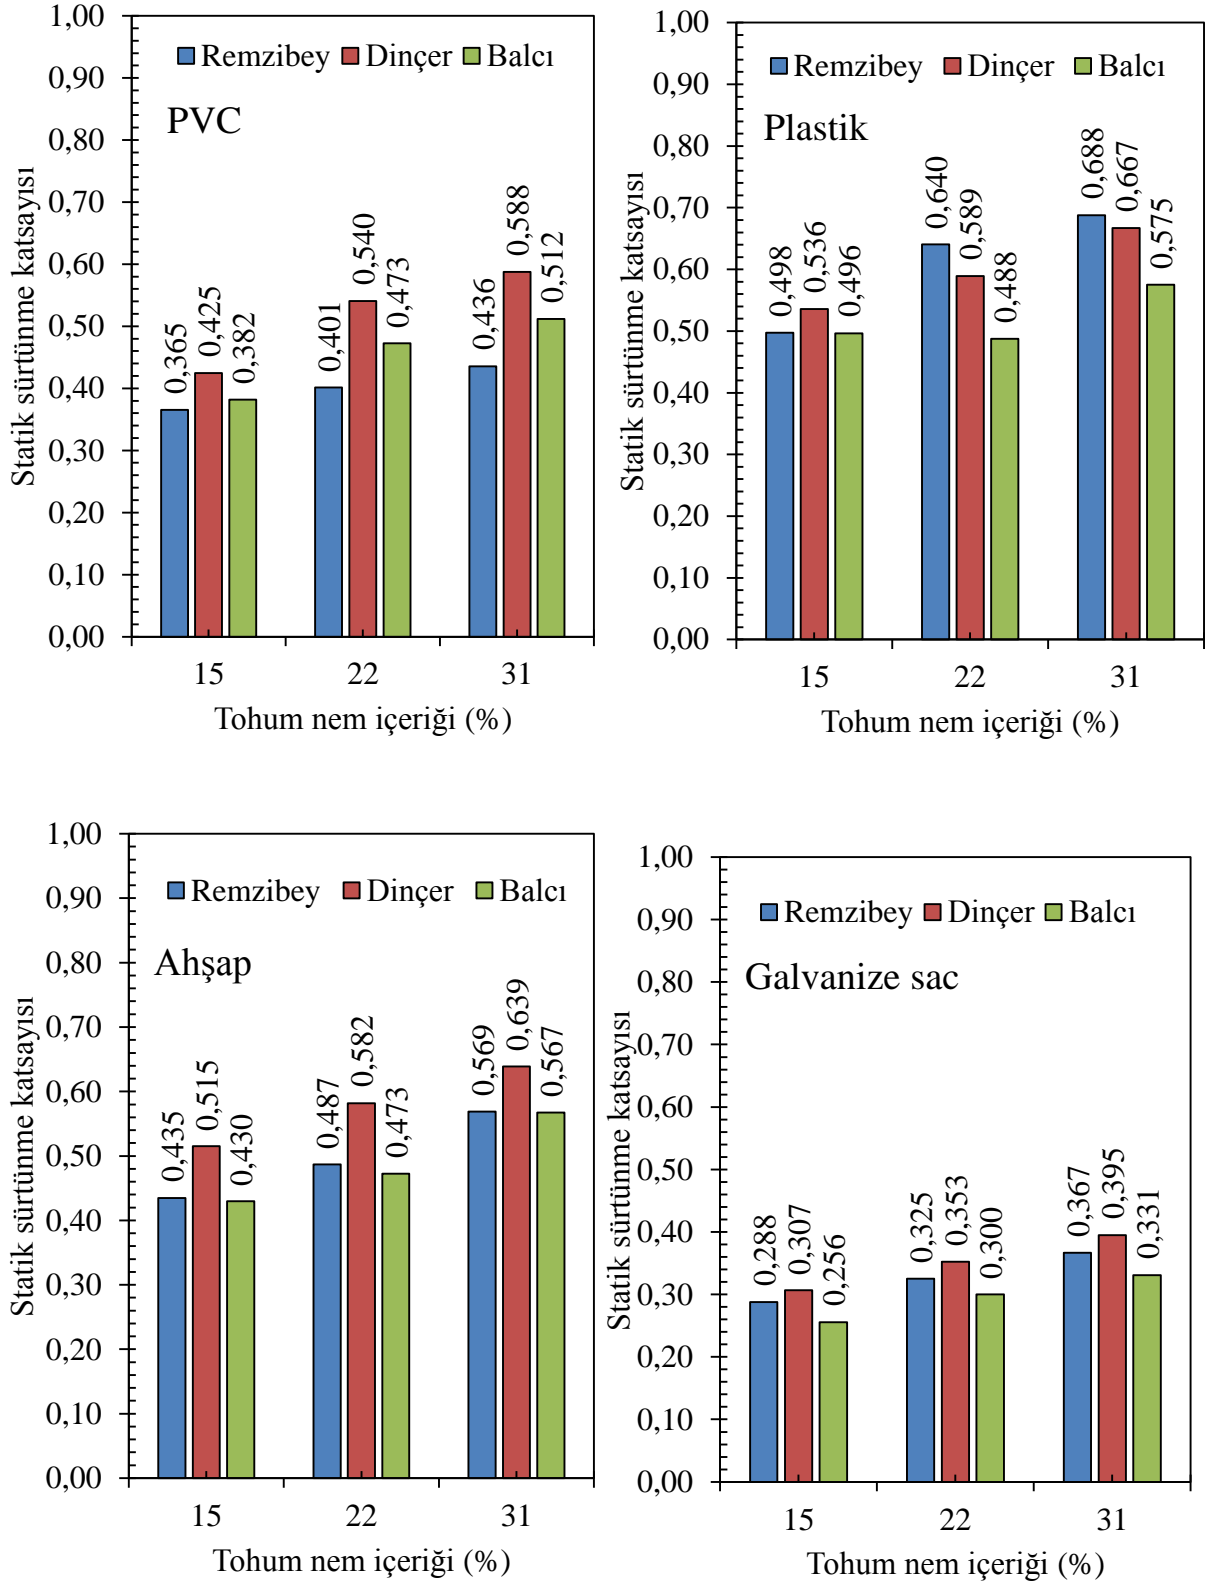 1,00
0,90
0,80
0,70
0,60
0,50
0,40
0,30
0,20
0,10
0,00
Statik sürtünme katsayısı
Remzibey Dinçer Balcı
PVC
0,365 0,425 0,382
0,401 0,540 0,473
0,436 0,588 0,512
15 22 31
Tohum nem içeriği (%)
1,00
0,90
0,80
0,70
0,60
0,50
0,40
0,30
0,20
0,10
0,00
Statik sürtünme katsayısı
Remzibey Dinçer Balcı
Plastik
0,498 0,536 0,496
0,640 0,589 0,488
0,688 0,667 0,575
15 22 31
Tohum nem içeriği (%)
1,00
0,90
0,80
0,70
0,60
0,50
0,40
0,30
0,20
0,10
0,00
Statik sürtünme katsayısı
Remzibey Dinçer Balcı
Ahşap
0,435 0,515 0,430
0,487 0,582 0,473
0,569 0,639 0,567
15 22 31
Tohum nem içeriği (%)
1,00
0,90
0,80
0,70
0,60
0,50
0,40
0,30
0,20
0,10
0,00
Statik sürtünme katsayısı
Remzibey Dinçer Balcı
Galvanize sac
0,288 0,307 0,256
0,325 0,353 0,300
0,367 0,395 0,331
15 22 31
Tohum nem içeriği (%)